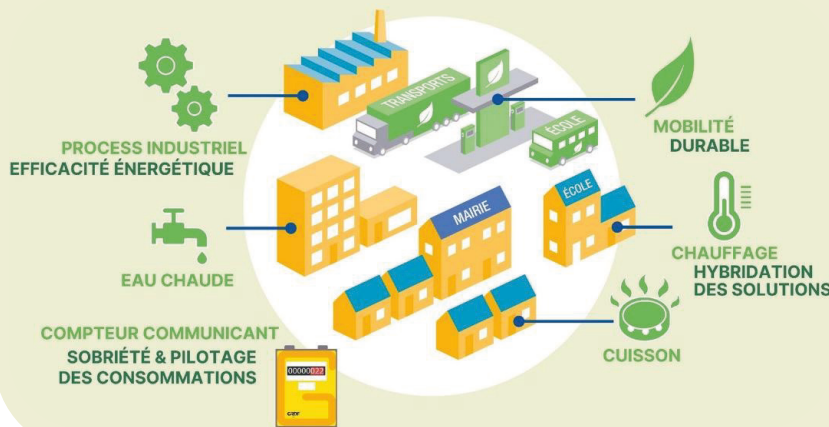 TRANSPORTS
ÉCOLE
PROCESS INDUSTRIEL
EFFICACITÉ ÉNERGÉTIQUE
MOBILITÉ
DURABLE
MAIRIE
ÉCOLE
EAU CHAUDE
CHAUFFAGE
HYBRIDATION
DES SOLUTIONS
COMPTEUR COMMUNICANT
SOBRIÉTÉ & PILOTAGE
DES CONSOMMATIONS
00000022
CUISSON